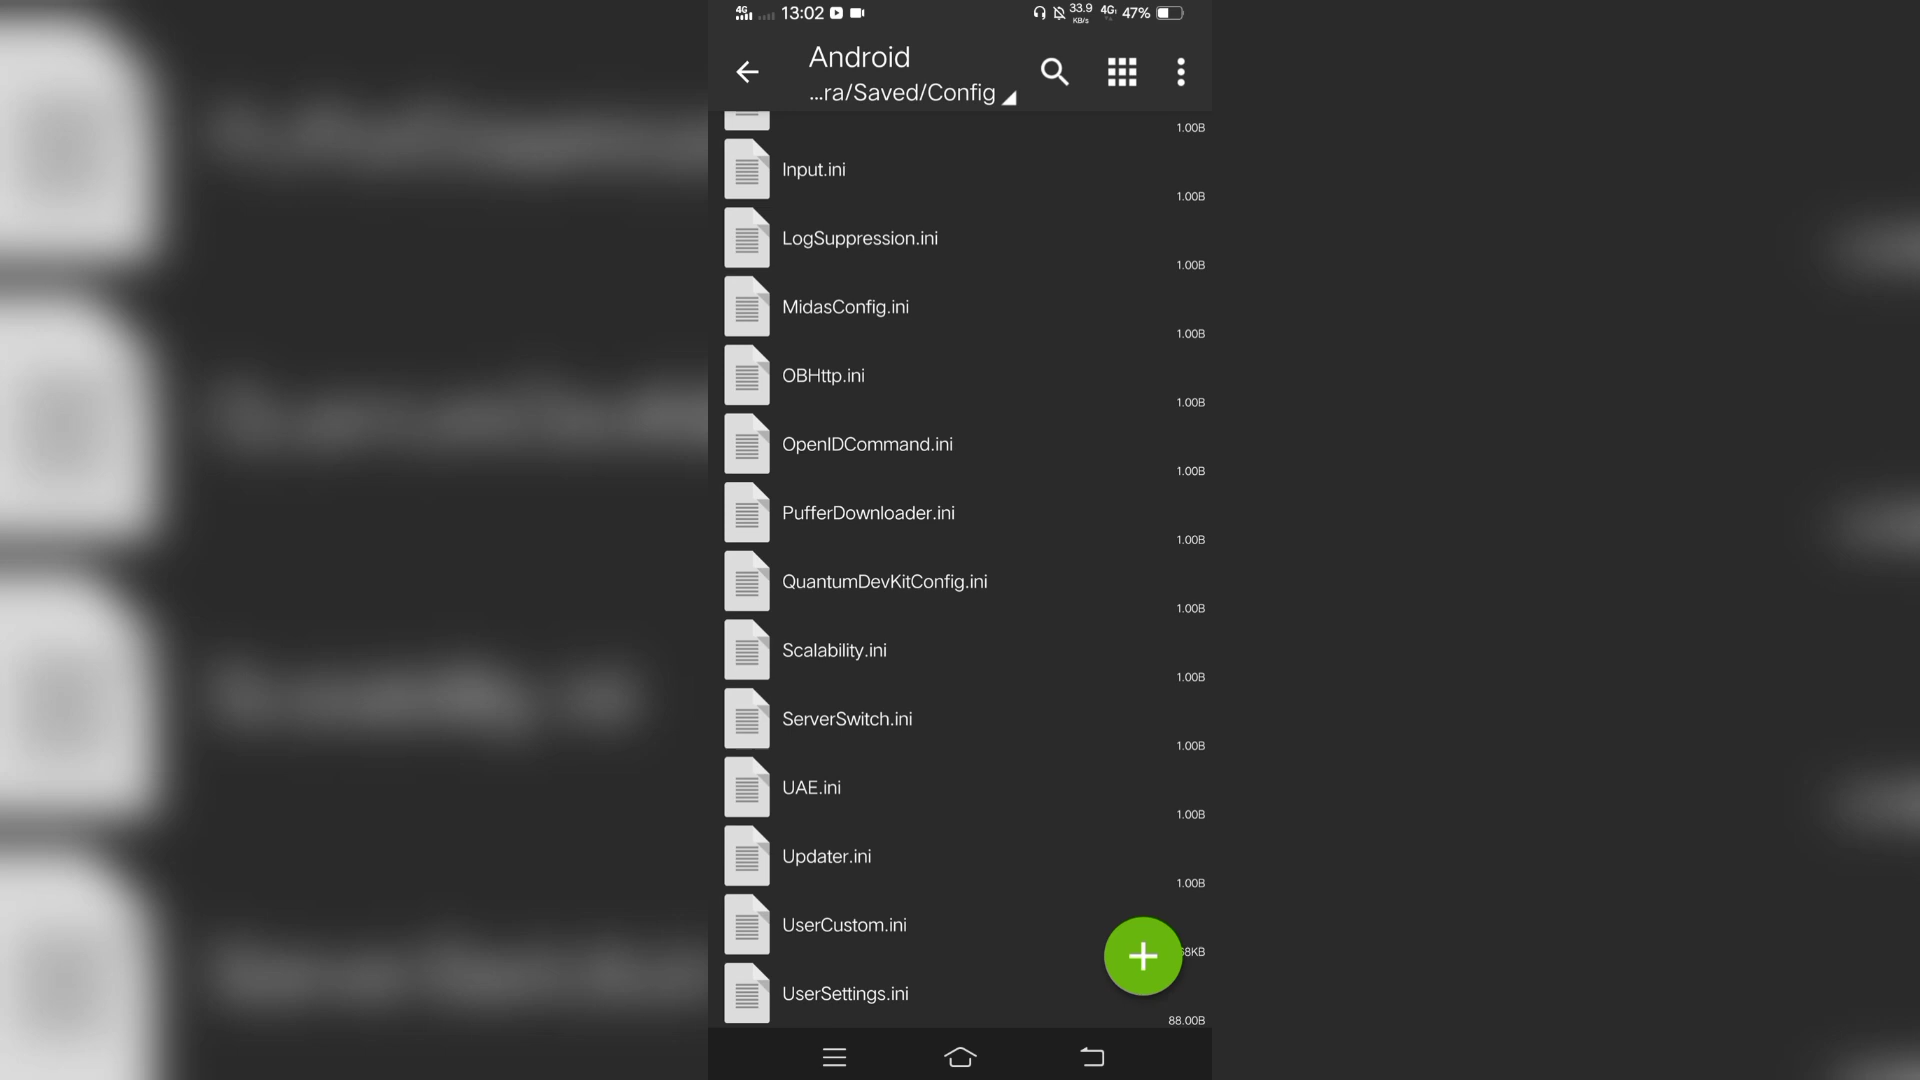 4G 13:02 33.9 KB/s 4G 47%
Android
...ra/Saved/Config
1.00B
Input.ini
1.00B
LogSuppression.ini
1.00B
MidasConfig.ini
1.00B
OBHttp.ini
1.00B
OpenIDCommand.ini
1.00B
PufferDownloader.ini
1.00B
QuantumDevKitConfig.ini
1.00B
Scalability.ini
1.00B
ServerSwitch.ini
1.00B
UAE.ini
1.00B
Updater.ini
1.00B
UserCustom.ini
8KB
UserSettings.ini
88.00B